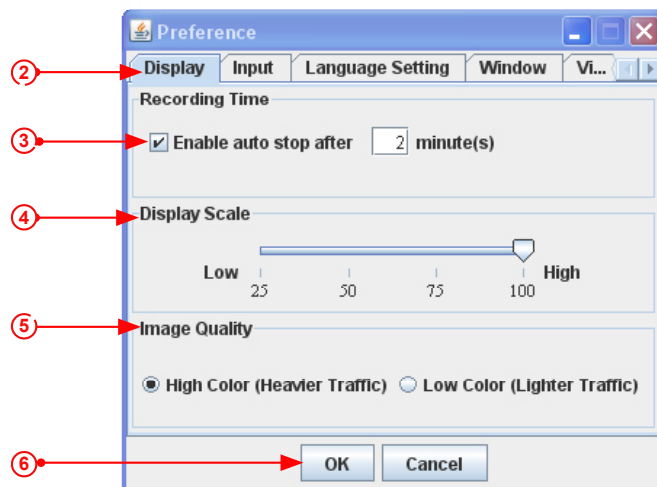 Preference
2
Display Input Language Setting Window Vi...
Recording Time
3
Enable auto stop after 2 minute(s)
4
Display Scale
Low High
25 50 75 100
5
Image Quality
High Color (Heavier Traffic) Low Color (Lighter Traffic)
6
OK Cancel